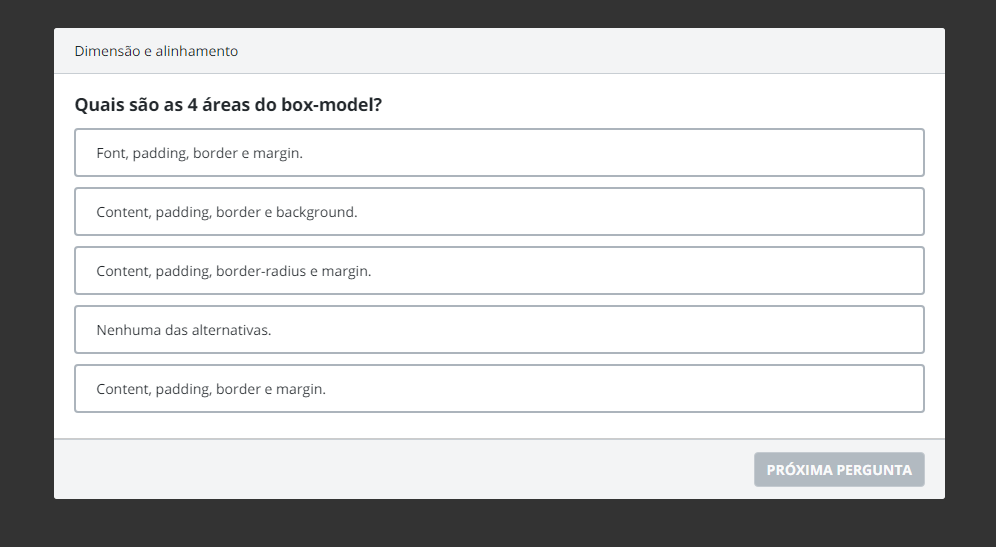 Dimensão e alinhamento
Quais são as 4 áreas do box-model?
Font, padding, border e margin.
Content, padding, border e background.
Content, padding, border-radius e margin.
Nenhuma das alternativas.
Content, padding, border e margin.
PRÓXIMA PERGUNTA